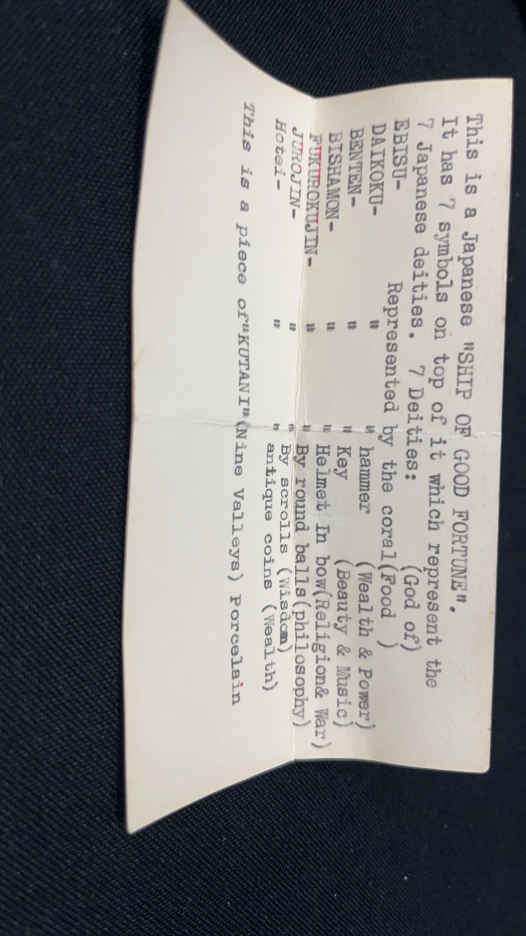 This is a Japanese "SHIP OF GOOD FORTUNE".
It has 7 symbols on top of it which represent the
7 Japanese deities. 7 Deities: (God of)
EBISU- Represented by the coral(Food )
DAIKOKU- " " hammer (Wealth & Power)
BENTEN- " " Key (Beauty & Music)
BISHAMON- " " Helmet In bow(Religion& War)
FUKUROKUJIN- " " By round balls(philosophy)
JUROJIN- " " By scrolls (Wisdom)
Hotei- " " antique coins (Wealth)
This is a piece of"KUTANI"(Nine Valleys) Porcelain